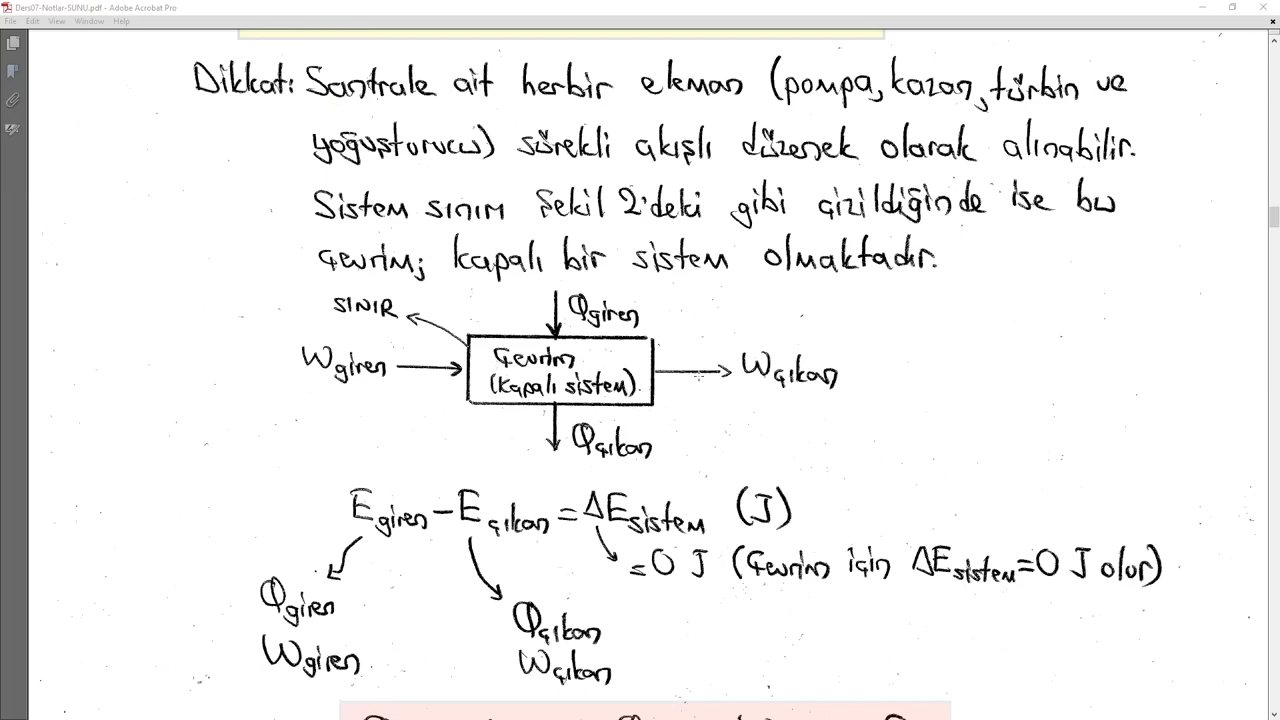 Ders07-Notlar-SUNU.pdf - Adobe Acrobat Pro
File Edit View Window Help
Dikkat: Santrale ait herbir elemən (pompa, kazan, türbin ve
yoğuşturucu) sürekli akışlı düzenek olarak alınabilir.
Sistem sınırı Şekil 2'deki gibi çizildiğinde ise bu
çevrim; kapalı bir sistem olmaktadır.
SINIR
Qgiren
Wgiren
Çevrim
(kapalı sistem)
Wçıkan
Qçıkan
Egiren - Eçıkan = ΔEsistem (J)
= 0 J (Çevrim için ΔEsistem = 0 J olur)
Qgiren
Wgiren
Qçıkan
Wçıkan